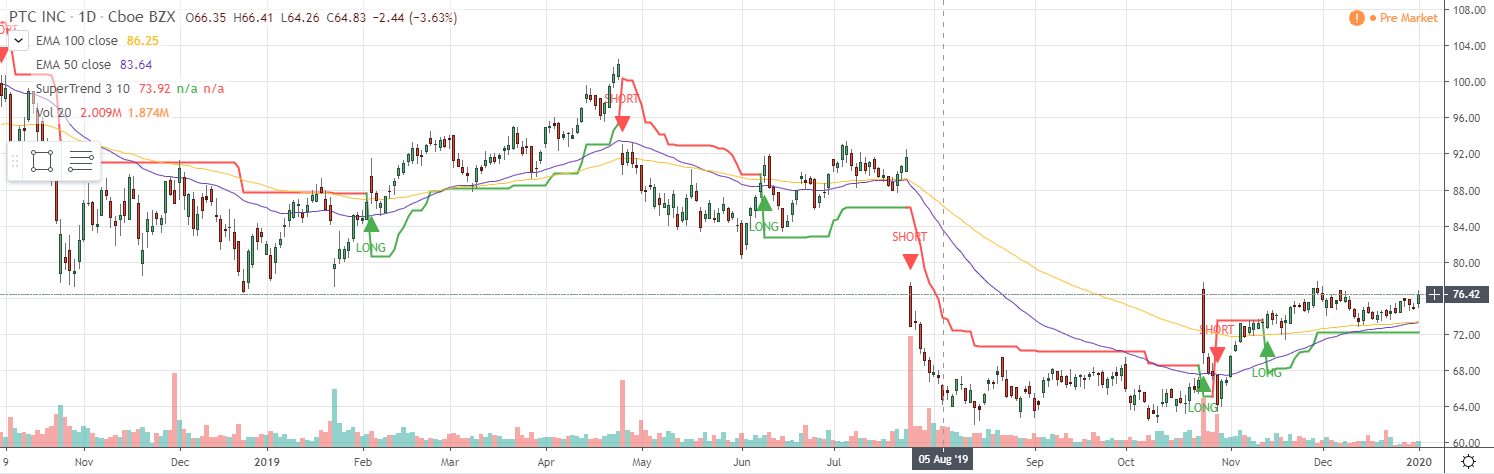 PTC INC · 1D · Cboe BZX O66.35 H66.41 L64.26 C64.83 −2.44 (−3.63%)
EMA 100 close 86.25
EMA 50 close 83.64
SuperTrend 3 10 73.92 n/a n/a
Vol 20 2.009M 1.874M
Pre Market
SHORT
LONG
SHORT
LONG
SHORT
LONG
SHORT
LONG
108.00
104.00
100.00
96.00
92.00
88.00
84.00
80.00
76.42
72.00
68.00
64.00
60.00
9 Nov Dec 2019 Feb Mar Apr May Jun Jul 05 Aug '19 Sep Oct Nov Dec 2020